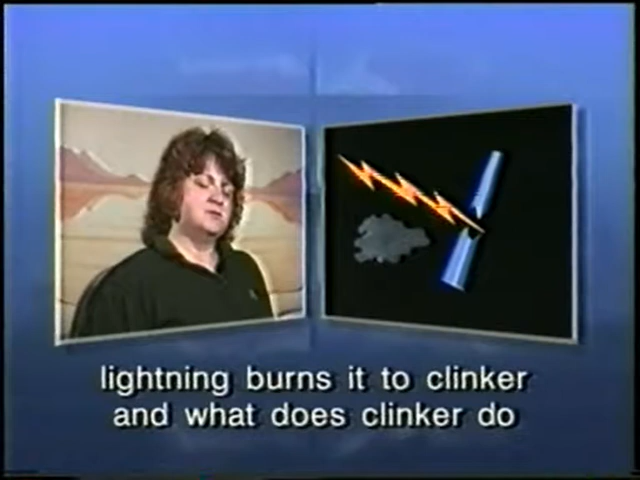 lightning burns it to clinker
and what does clinker do